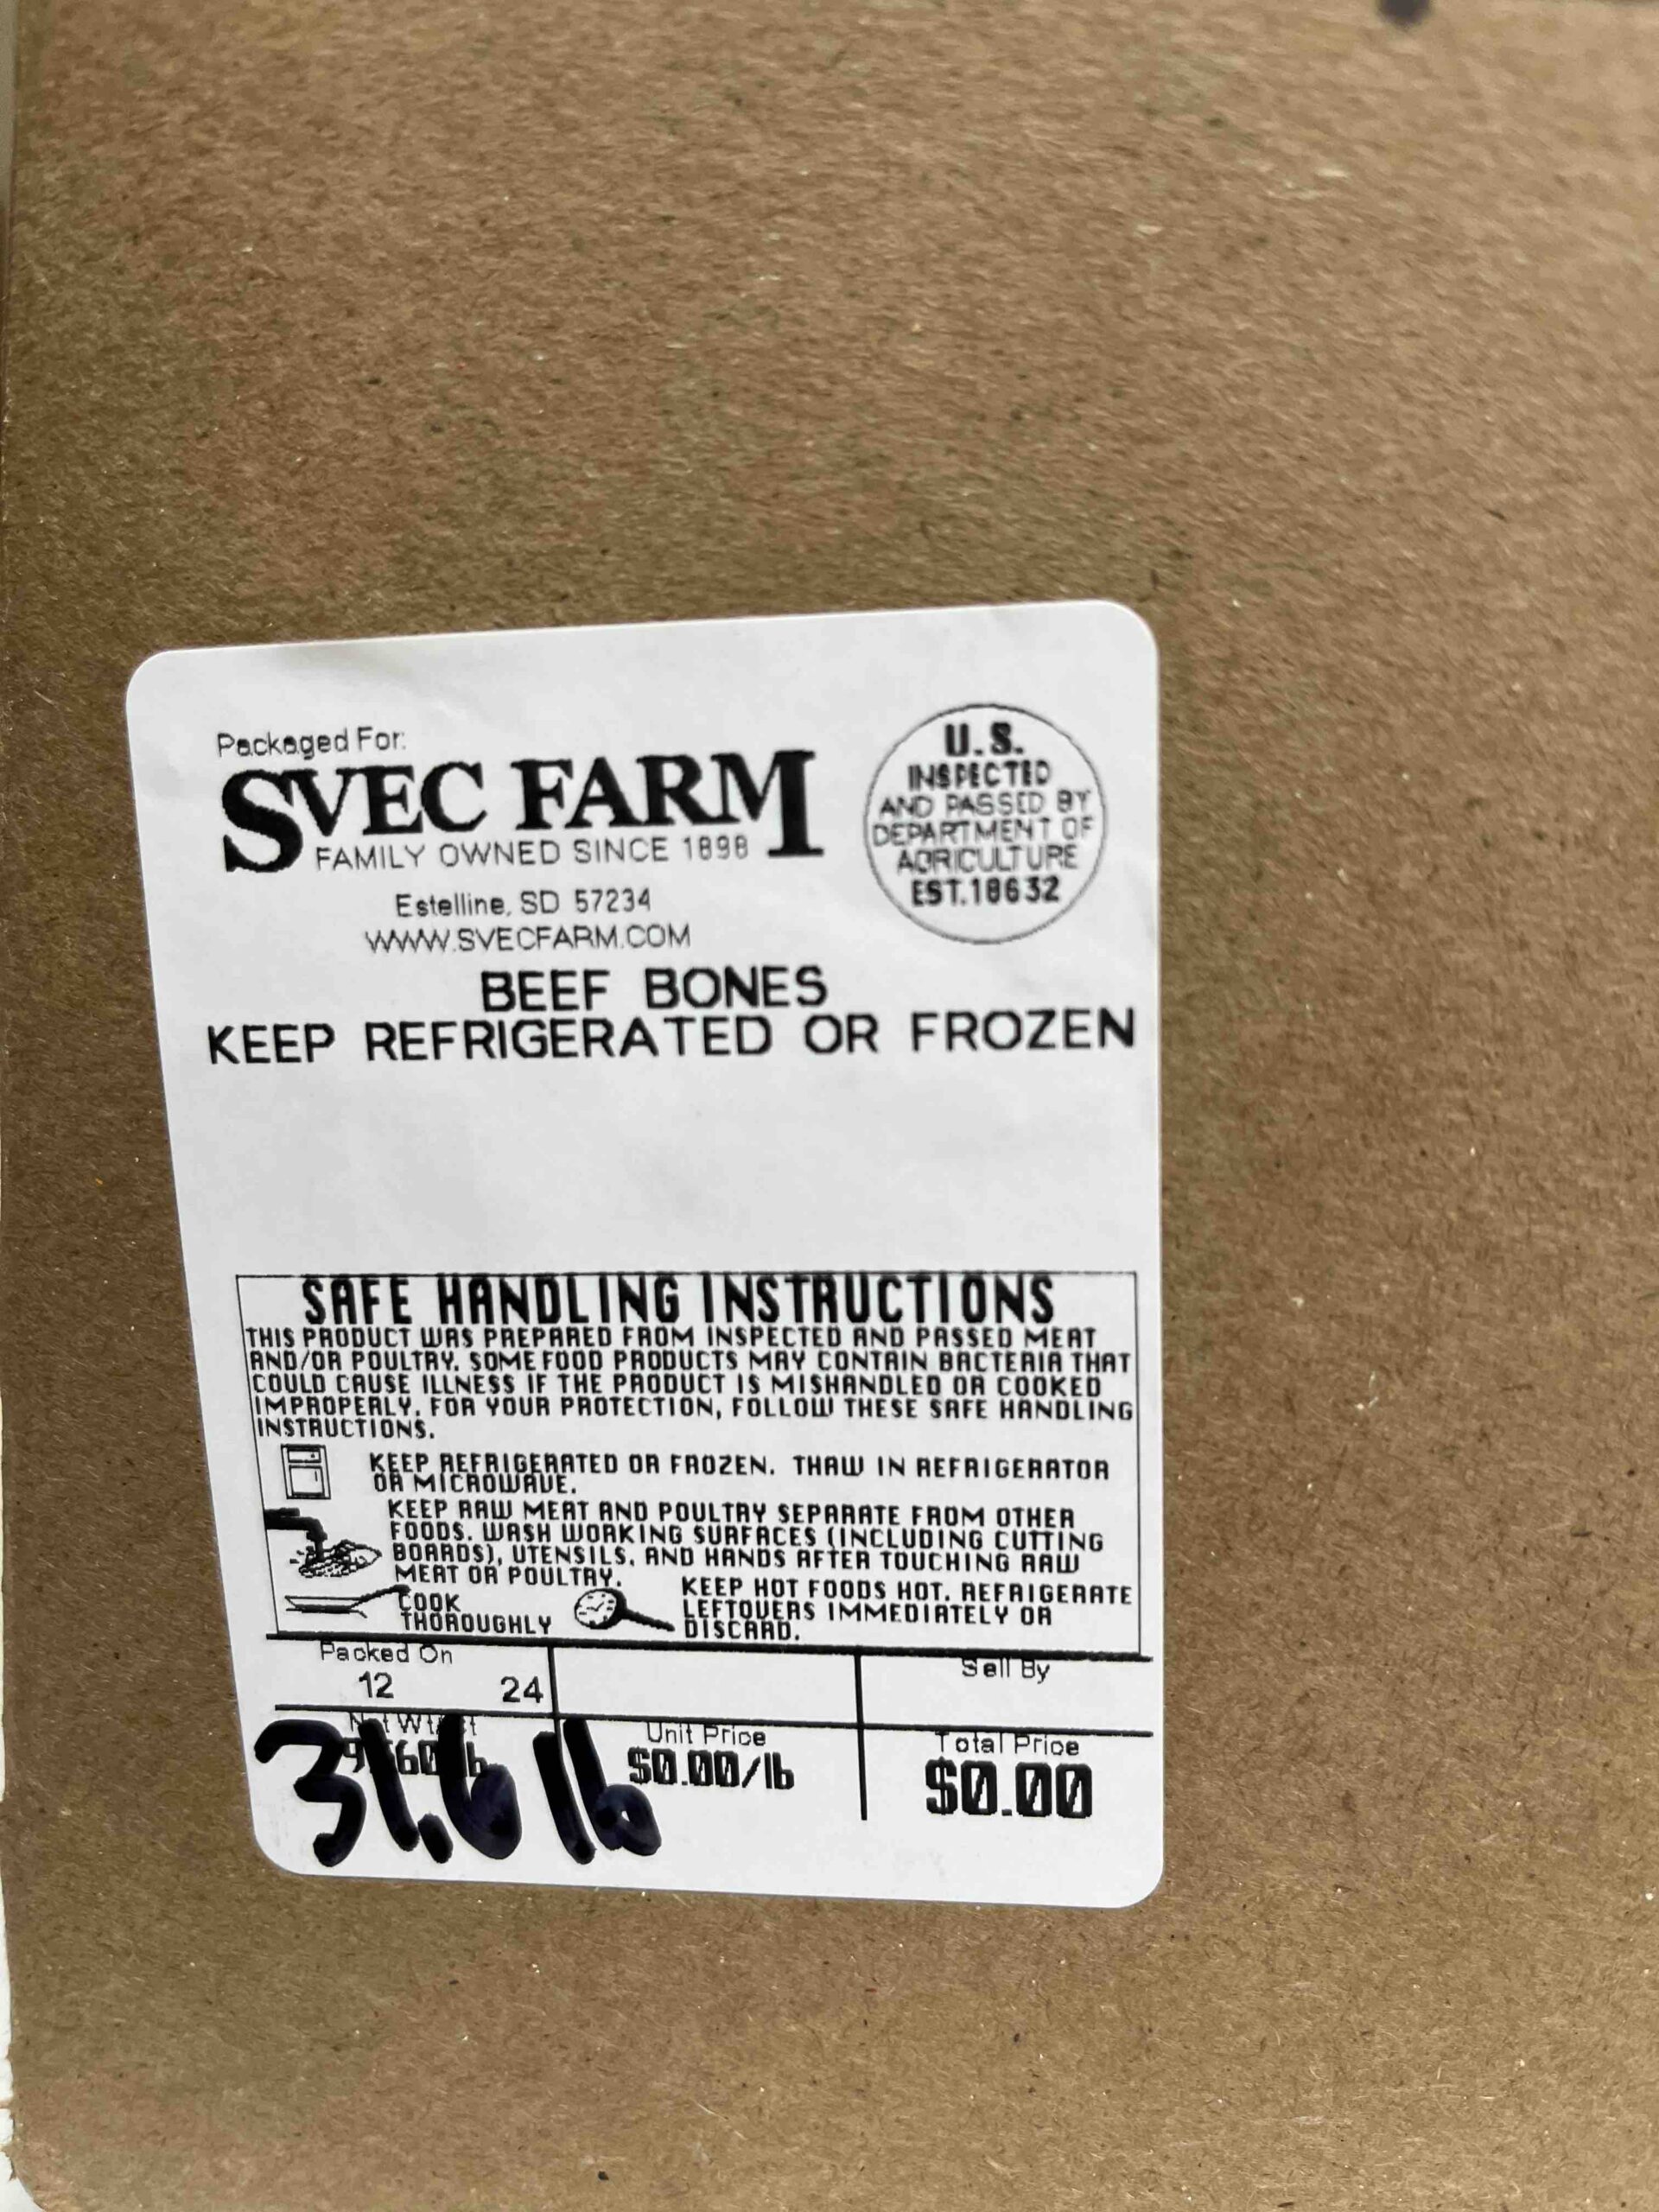 Packaged For:
SVEC FARM
FAMILY OWNED SINCE 1898
Estelline, SD 57234
WWW.SVECFARM.COM
U.S.
INSPECTED
AND PASSED BY
DEPARTMENT OF
AGRICULTURE
EST.18632
BEEF BONES
KEEP REFRIGERATED OR FROZEN
SAFE HANDLING INSTRUCTIONS
THIS PRODUCT WAS PREPARED FROM INSPECTED AND PASSED MEAT
AND/OR POULTRY. SOME FOOD PRODUCTS MAY CONTAIN BACTERIA THAT
COULD CAUSE ILLNESS IF THE PRODUCT IS MISHANDLED OR COOKED
IMPROPERLY. FOR YOUR PROTECTION, FOLLOW THESE SAFE HANDLING
INSTRUCTIONS.
KEEP REFRIGERATED OR FROZEN. THAW IN REFRIGERATOR
OR MICROWAVE.
KEEP RAW MEAT AND POULTRY SEPARATE FROM OTHER
FOODS. WASH WORKING SURFACES (INCLUDING CUTTING
BOARDS), UTENSILS, AND HANDS AFTER TOUCHING RAW
MEAT OR POULTRY.
COOK
THOROUGHLY
KEEP HOT FOODS HOT. REFRIGERATE
LEFTOVERS IMMEDIATELY OR
DISCARD.
Packed On
12 24
Sell By
Net Wt
31.6 lb
Unit Price
$0.00/lb
Total Price
$0.00